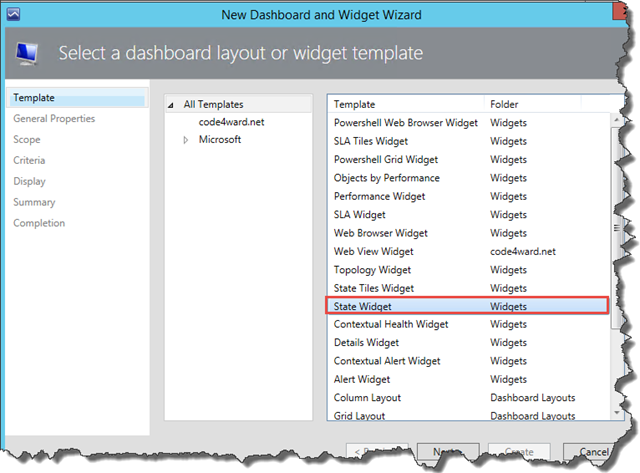 New Dashboard and Widget Wizard
Select a dashboard layout or widget template
Template
General Properties
Scope
Criteria
Display
Summary
Completion
All Templates
code4ward.net
Microsoft
Template Folder
Powershell Web Browser Widget Widgets
SLA Tiles Widget Widgets
Powershell Grid Widget Widgets
Objects by Performance Widgets
Performance Widget Widgets
SLA Widget Widgets
Web Browser Widget Widgets
Web View Widget code4ward.net
Topology Widget Widgets
State Tiles Widget Widgets
State Widget Widgets
Contextual Health Widget Widgets
Details Widget Widgets
Contextual Alert Widget Widgets
Alert Widget Widgets
Column Layout Dashboard Layouts
Grid Layout Dashboard Layouts
Create Cancel